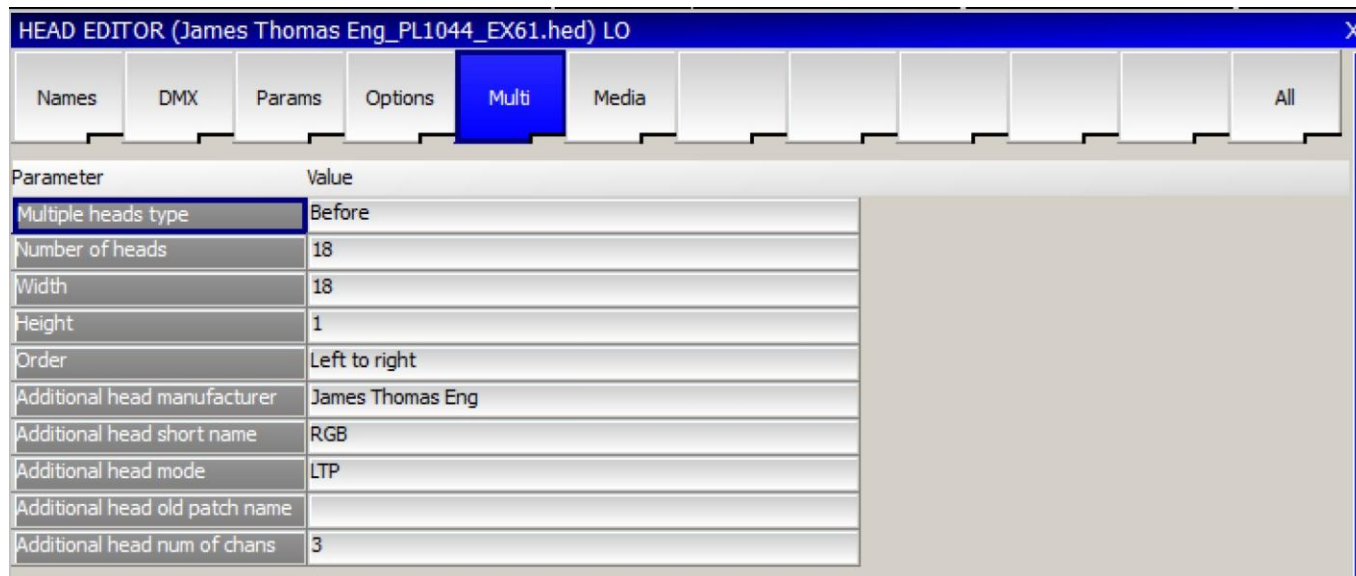 HEAD EDITOR (James Thomas Eng_PL1044_EX61.hed) LO X
Names DMX Params Options Multi Media All
Parameter Value
Multiple heads type Before
Number of heads 18
Width 18
Height 1
Order Left to right
Additional head manufacturer James Thomas Eng
Additional head short name RGB
Additional head mode LTP
Additional head old patch name
Additional head num of chans 3